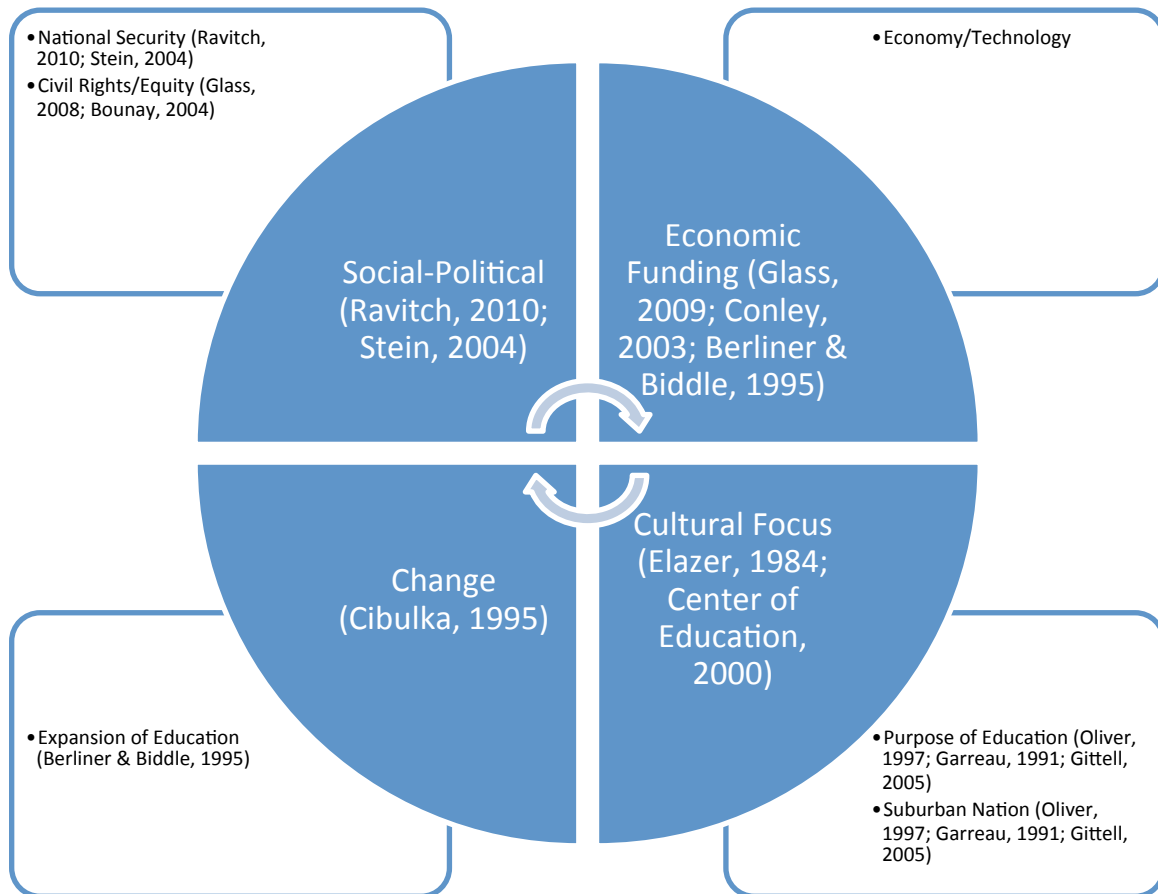 •National Security (Ravitch,
2010; Stein, 2004)
•Civil Rights/Equity (Glass,
2008; Bounay, 2004)
•Economy/Technology
Social-Political
(Ravitch, 2010;
Stein, 2004)
Economic
Funding (Glass,
2009; Conley,
2003; Berliner &
Biddle, 1995)
Change
(Cibulka, 1995)
Cultural Focus
(Elazer, 1984;
Center of
Education,
2000)
•Expansion of Education
(Berliner & Biddle, 1995)
•Purpose of Education (Oliver,
1997; Garreau, 1991; Gittell,
2005)
•Suburban Nation (Oliver,
1997; Garreau, 1991; Gittell,
2005)